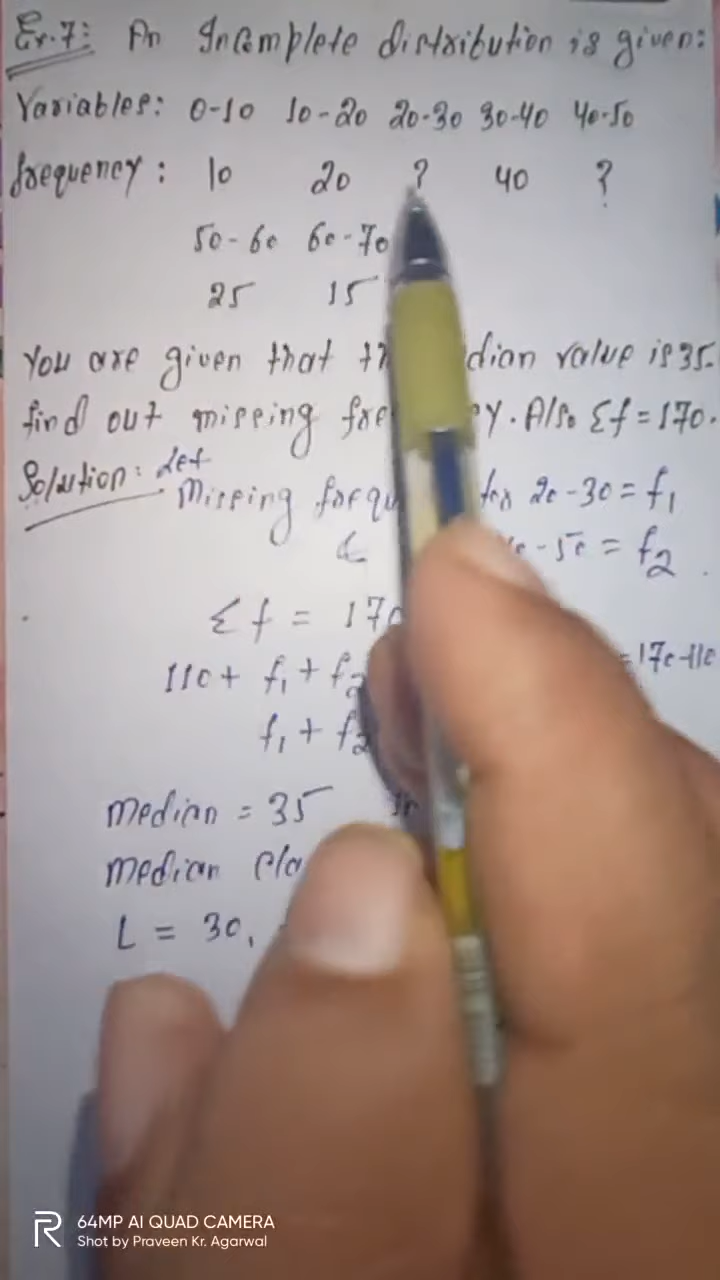 Ex.7: An Incomplete distribution is given:
Variables: 0-10 10-20 20-30 30-40 40-50
frequency: 10 20 ? 40 ?
50-60 60-70
25 15
You are given that value is 35.
find out missing Also Σf = 170.
Solution: Let
Missing 20-30 = f₁
= f₂
Σf = 170
110 + f₁ + f₂ = 170-110
f₁ + f₂
Median = 35
Median
L = 30,
R 64MP AI QUAD CAMERA
Shot by Praveen Kr. Agarwal